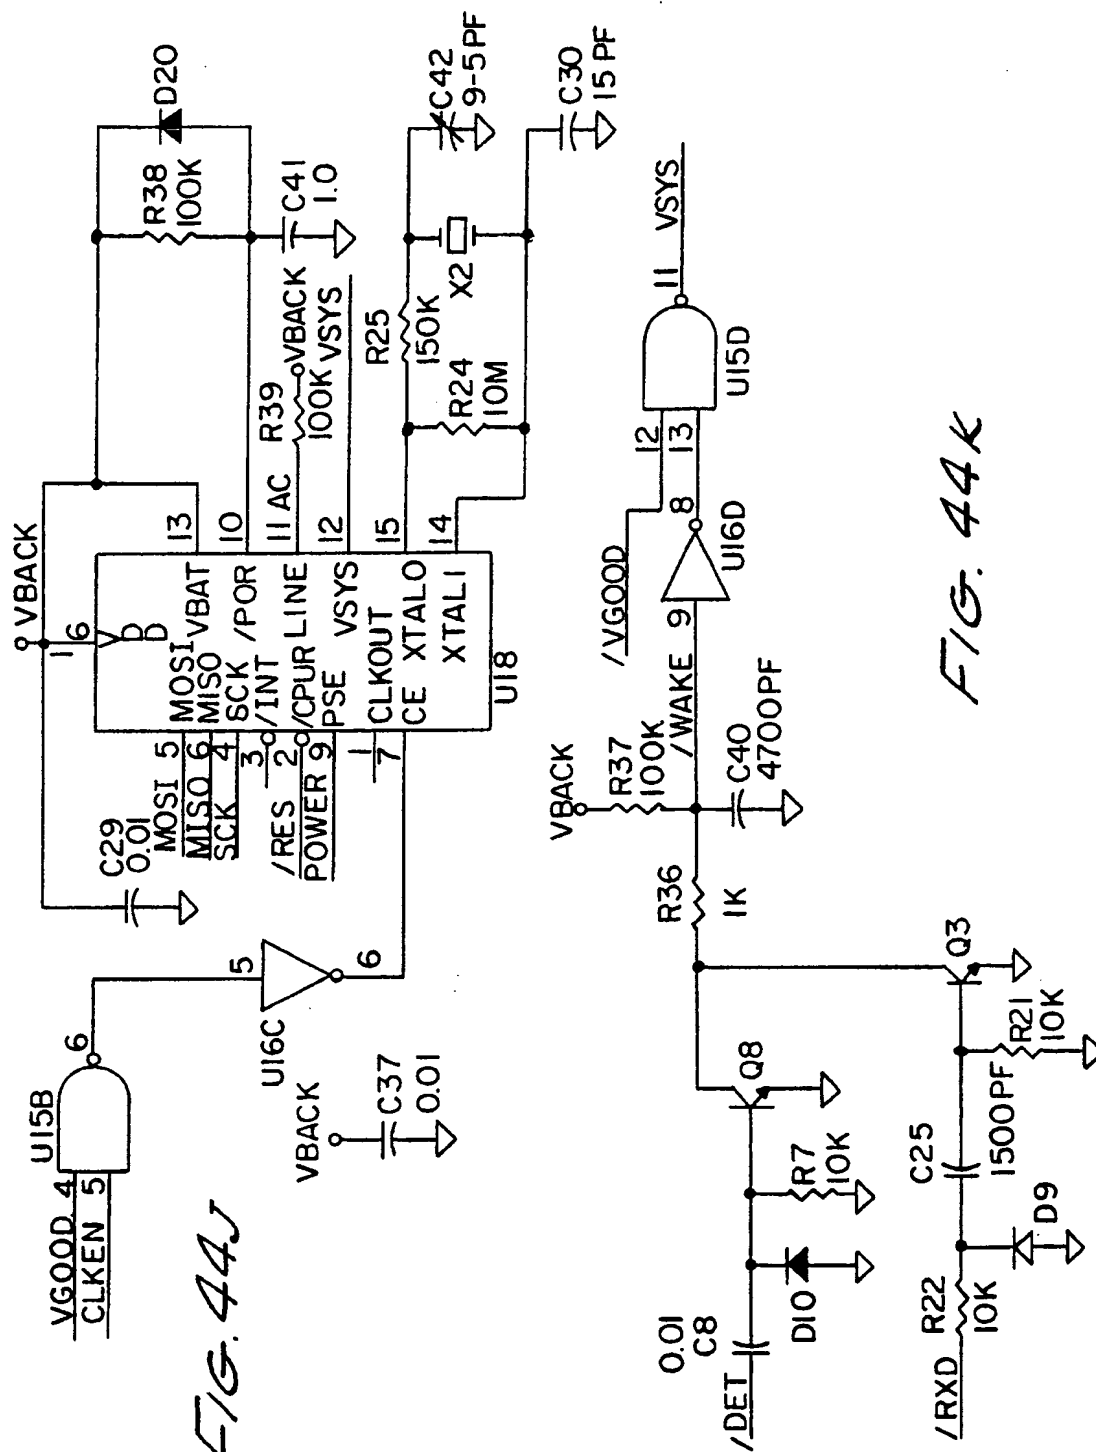 FIG. 44J
VGOOD 4
CLKEN 5
U15B
6
5
U16C
6
VBACK
C37
0.01
C29
0.01
VBACK
16
DD
MOSI 5
MISO 6
SCK 4
3
/RES 2
POWER 9
1
7
MOSI
MISO
SCK
/INT
/CPUR
PSE
CLKOUT
CE
VBAT
/POR
LINE
VSYS
XTALO
XTALI
U18
13
10
11 AC
12
15
14
R38
100K
D20
C41
1.0
R39
100K
VBACK
VSYS
R25
150K
R24
10M
X2
C42
9-5PF
C30
15PF
FIG. 44K
/DET
0.01
C8
D10
R7
10K
Q8
/RXD
R22
10K
D9
C25
1500PF
R21
10K
Q3
R36
1K
VBACK
R37
100K
C40
4700PF
/WAKE
9
U16D
8
/VGOOD
12
13
U15D
11
VSYS